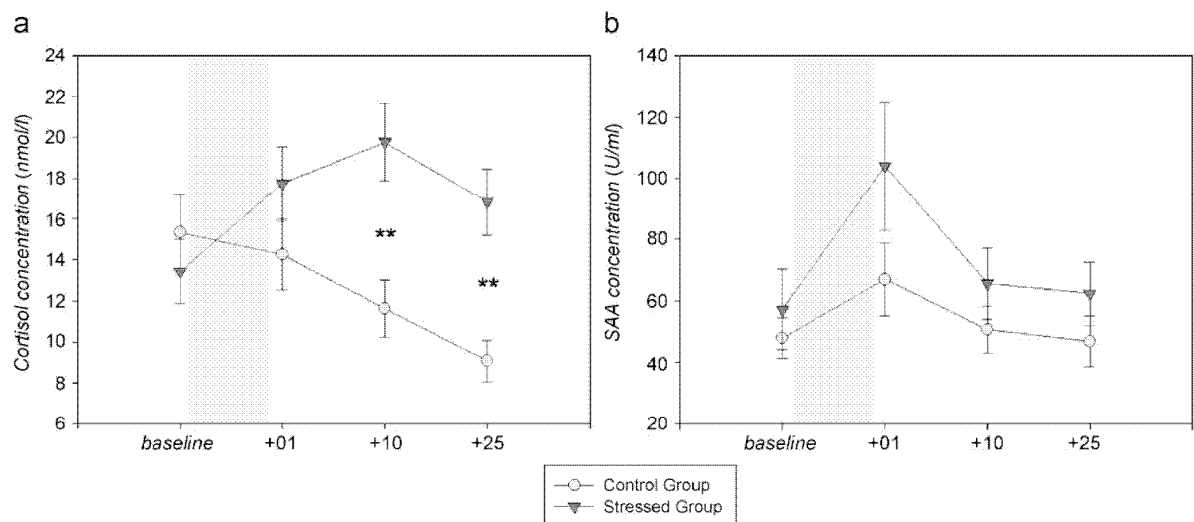 a
Cortisol concentration (nmol/l)
24
22
20
18
16
14
12
10
8
6
**
**
baseline +01 +10 +25
b
SAA concentration (U/ml)
140
120
100
80
60
40
20
baseline +01 +10 +25
Control Group
Stressed Group